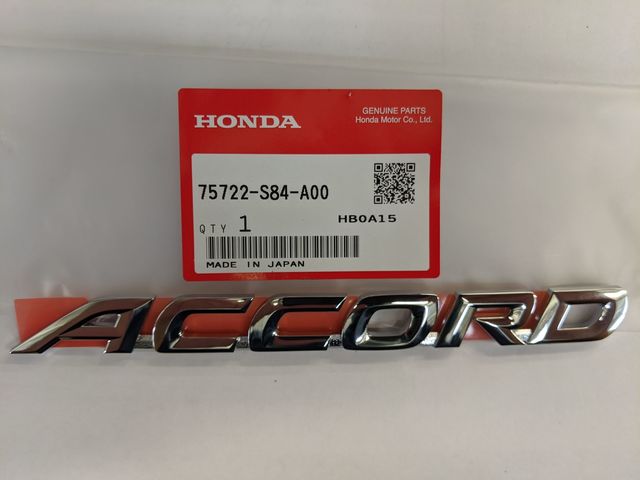 HONDA
GENUINE PARTS
Honda Motor Co., Ltd.
75722-S84-A00
QTY 1
HB0A15
MADE IN JAPAN
ACCORD